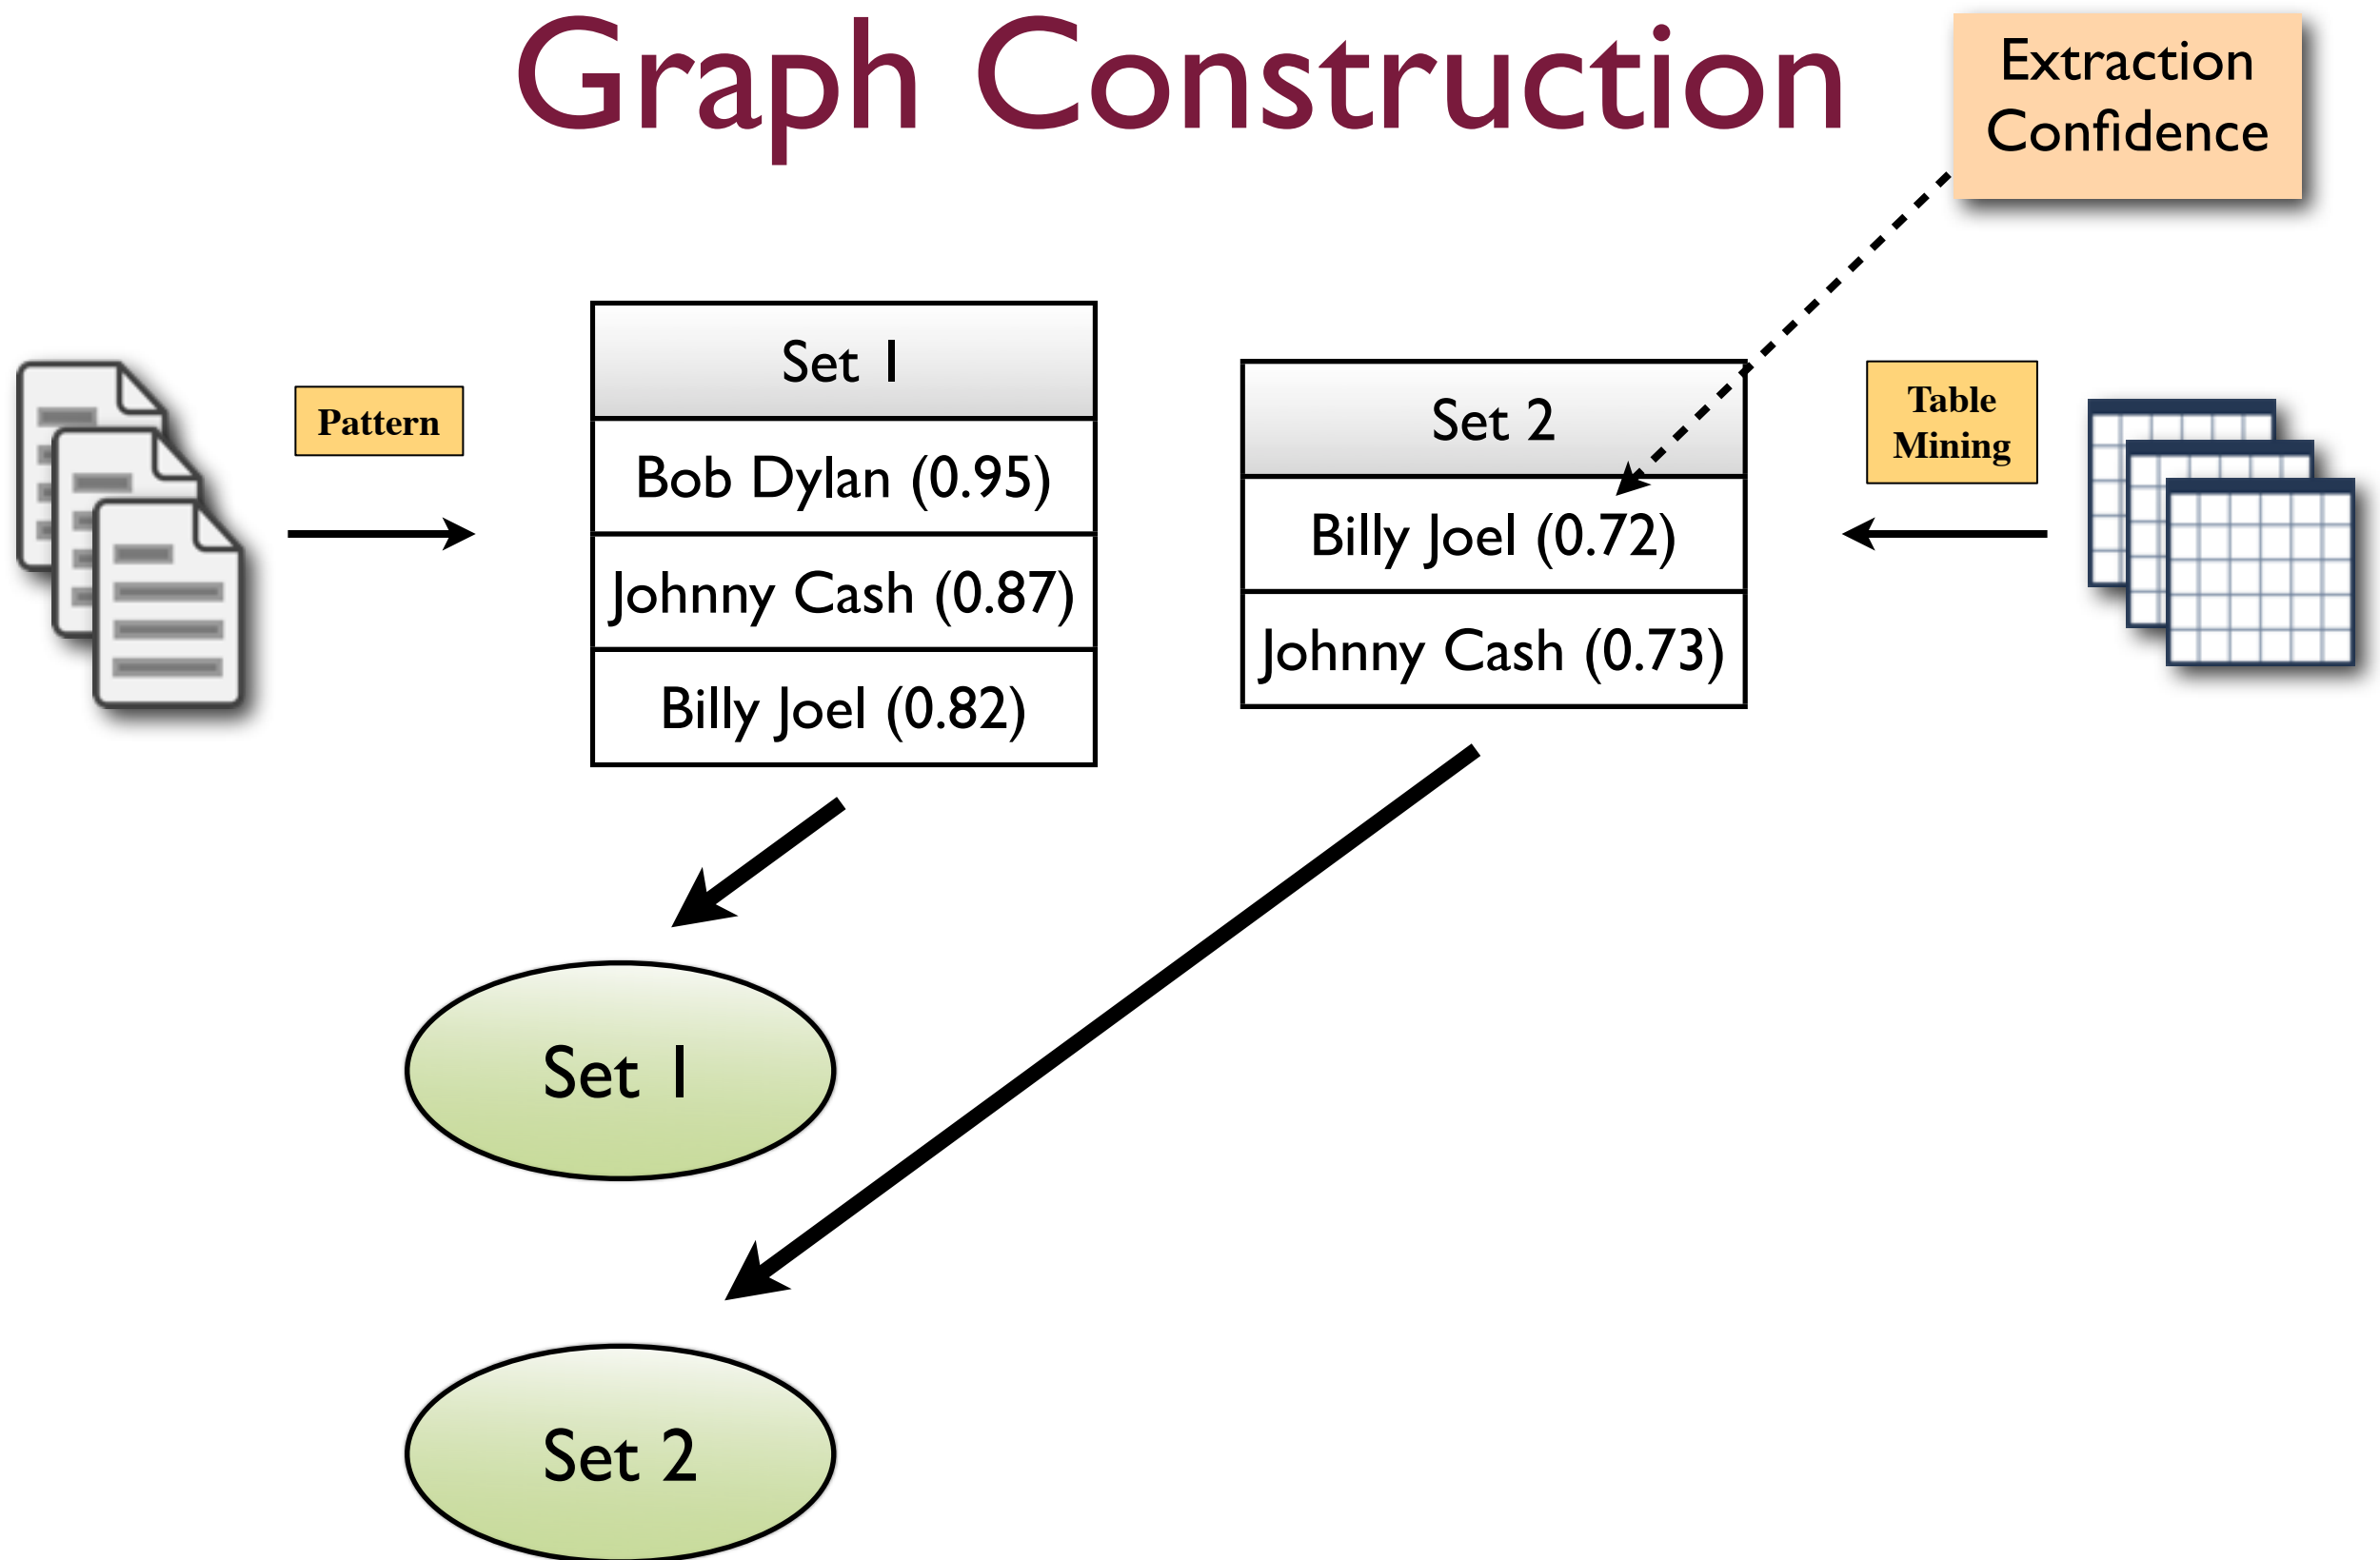 Graph Construction
Extraction
Confidence
Pattern
Set 1
Bob Dylan (0.95)
Johnny Cash (0.87)
Billy Joel (0.82)
Set 2
Billy Joel (0.72)
Johnny Cash (0.73)
Table
Mining
Set 1
Set 2